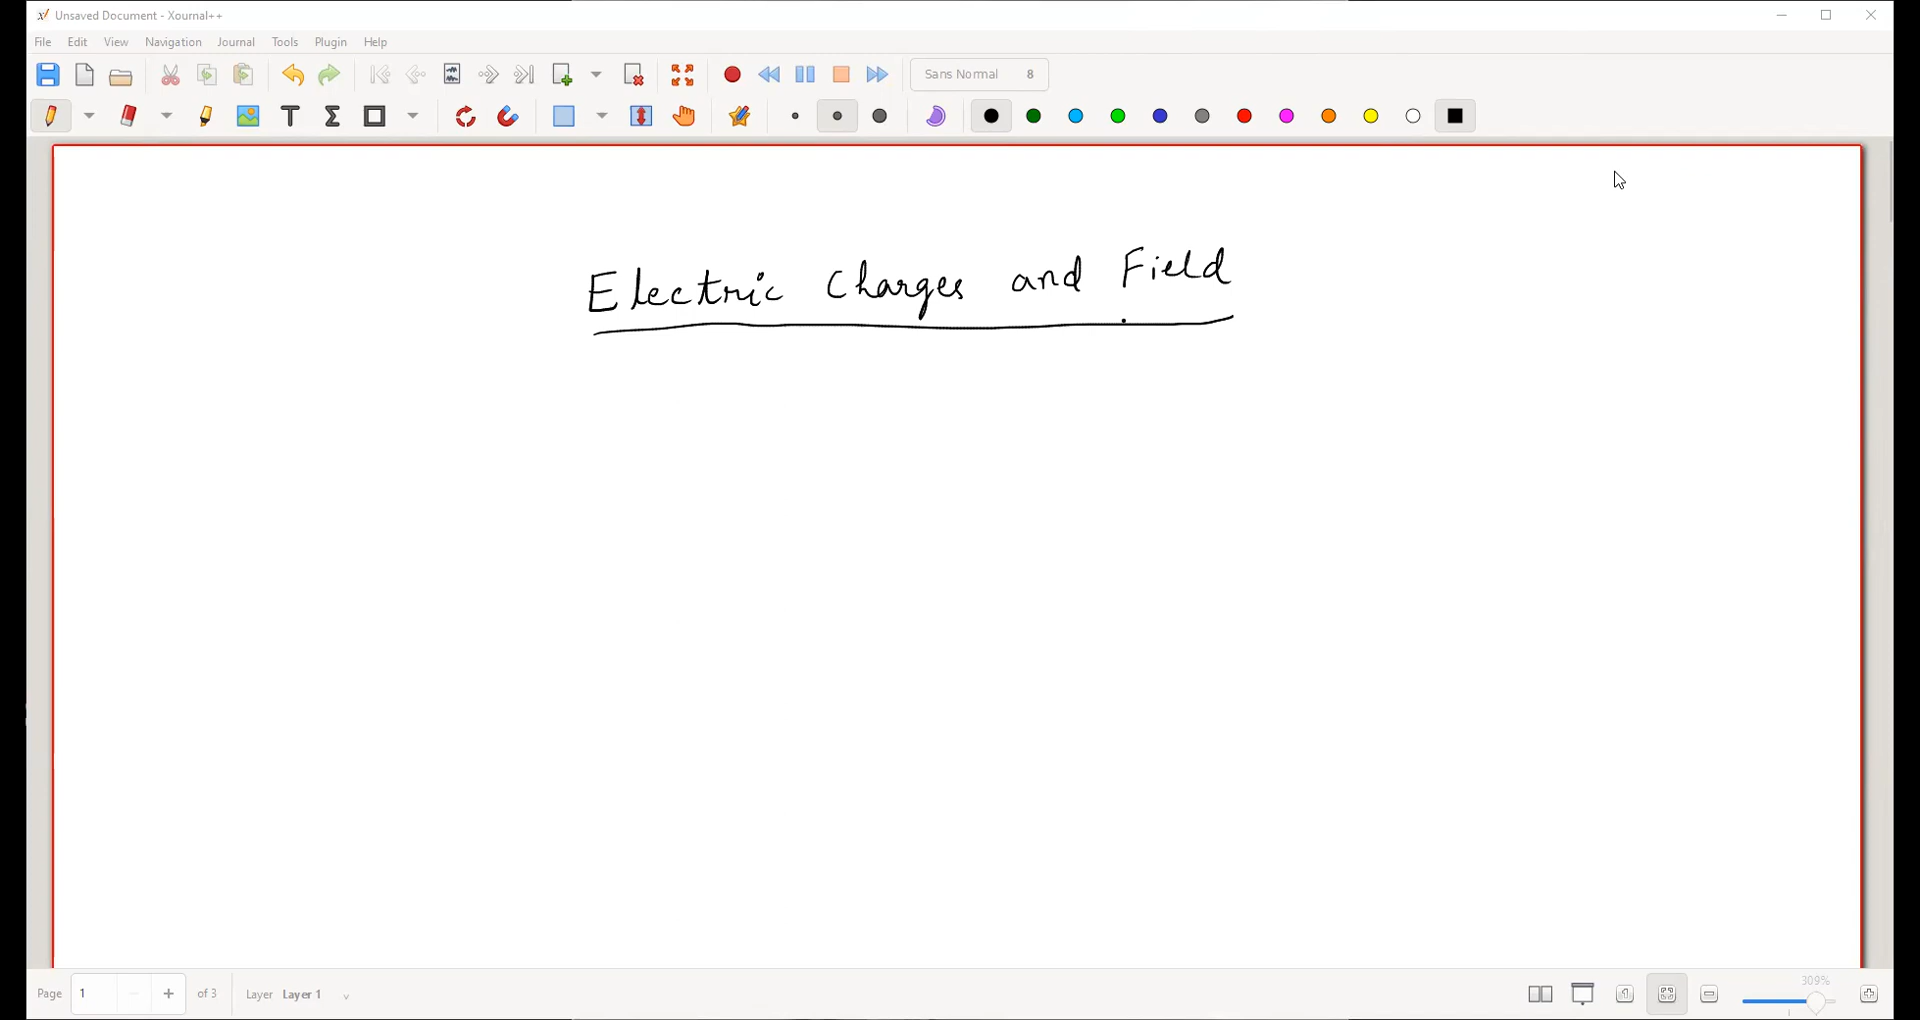 Unsaved Document - Xournal++
File Edit View Navigation Journal Tools Plugin Help
Sans Normal 8
Electric Charges and Field
Page 1 of 3 Layer Layer 1 309%